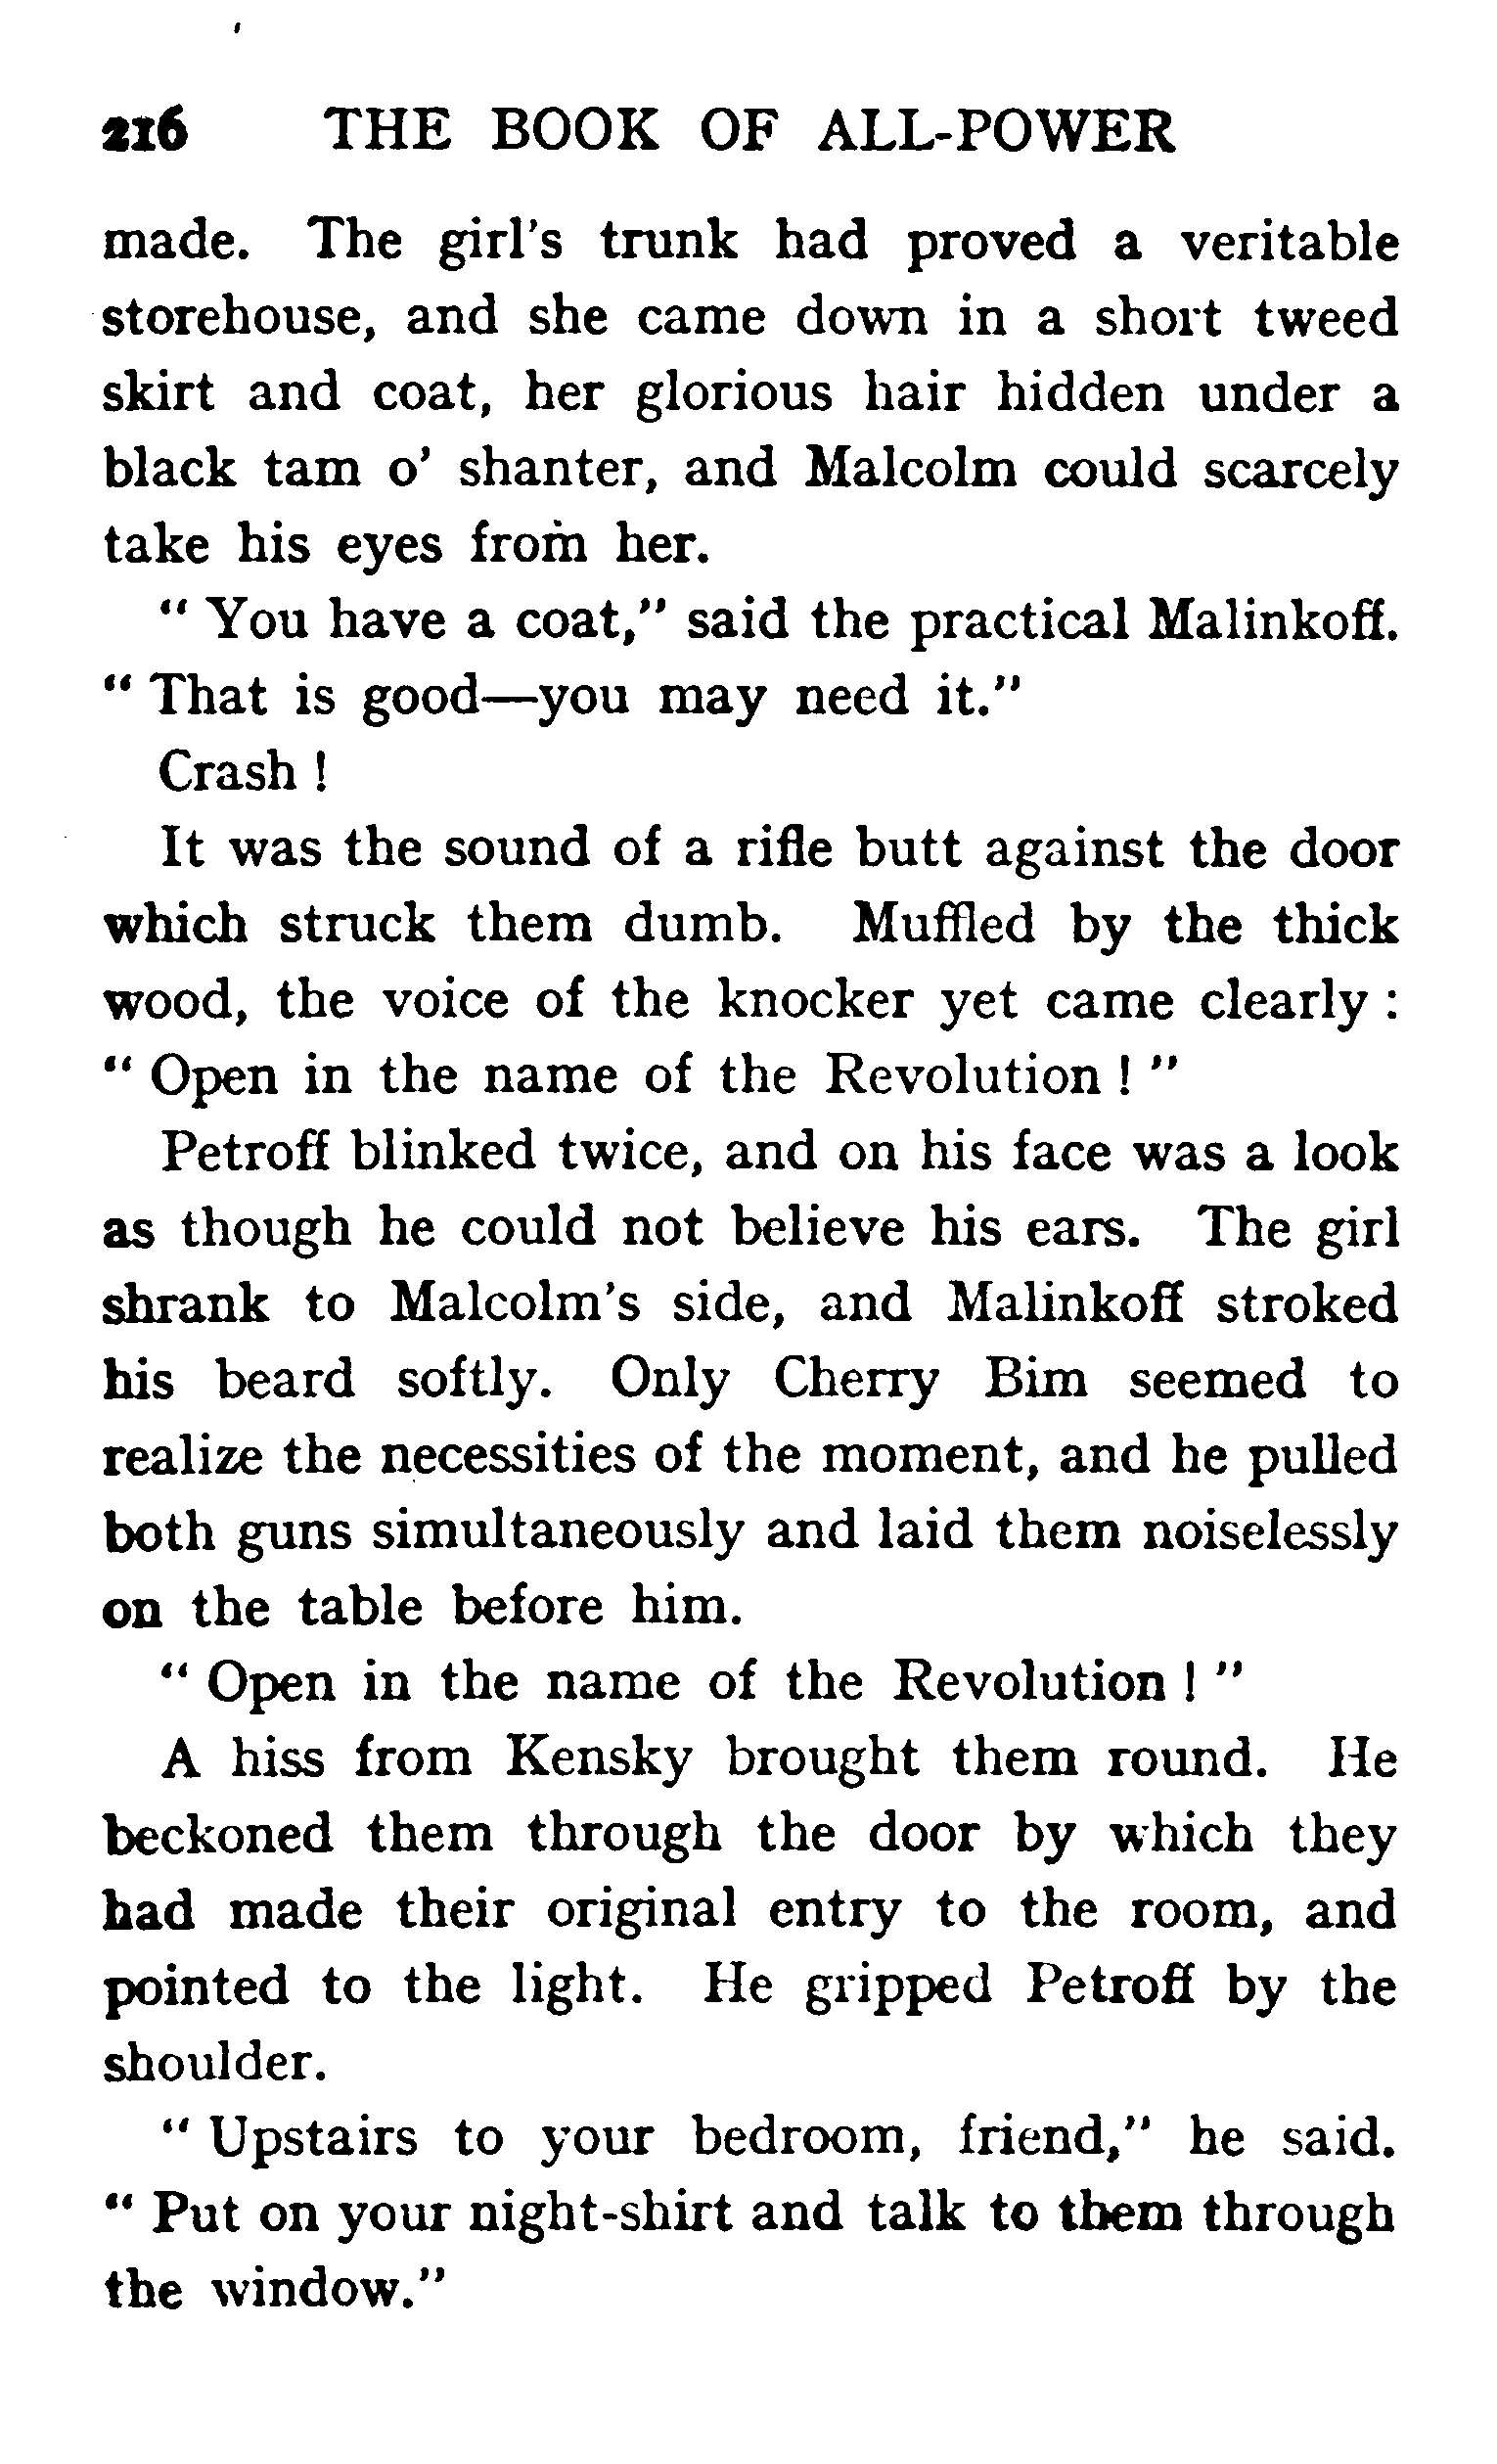 216 THE BOOK OF ALL-POWER
made. The girl's trunk had proved a veritable
storehouse, and she came down in a short tweed
skirt and coat, her glorious hair hidden under a
black tam o' shanter, and Malcolm could scarcely
take his eyes from her.
" You have a coat," said the practical Malinkoff.
" That is good—you may need it."
Crash !
It was the sound of a rifle butt against the door
which struck them dumb. Muffled by the thick
wood, the voice of the knocker yet came clearly :
" Open in the name of the Revolution ! "
Petroff blinked twice, and on his face was a look
as though he could not believe his ears. The girl
shrank to Malcolm's side, and Malinkoff stroked
his beard softly. Only Cherry Bim seemed to
realize the necessities of the moment, and he pulled
both guns simultaneously and laid them noiselessly
on the table before him.
" Open in the name of the Revolution ! "
A hiss from Kensky brought them round. He
beckoned them through the door by which they
had made their original entry to the room, and
pointed to the light. He gripped Petroff by the
shoulder.
" Upstairs to your bedroom, friend," he said.
" Put on your night-shirt and talk to them through
the window."